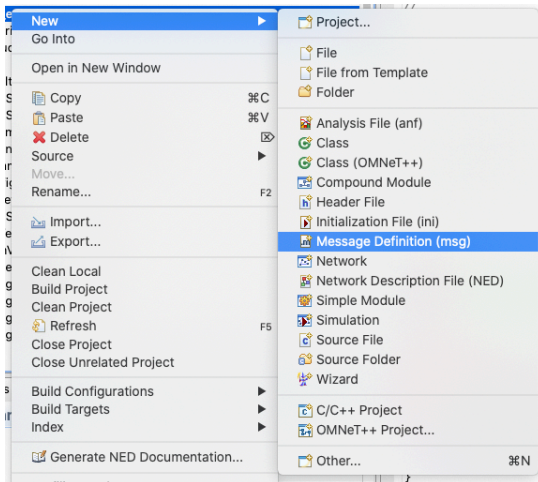 New
Go Into
Open in New Window
Copy ⌘C
Paste ⌘V
Delete ⌦
Source
Move...
Rename... F2
Import...
Export...
Clean Local
Build Project
Clean Project
Refresh F5
Close Project
Close Unrelated Project
Build Configurations
Build Targets
Index
Generate NED Documentation...
Project...
File
File from Template
Folder
Analysis File (anf)
Class
Class (OMNeT++)
Compound Module
Header File
Initialization File (ini)
Message Definition (msg)
Network
Network Description File (NED)
Simple Module
Simulation
Source File
Source Folder
Wizard
C/C++ Project
OMNeT++ Project...
Other... ⌘N